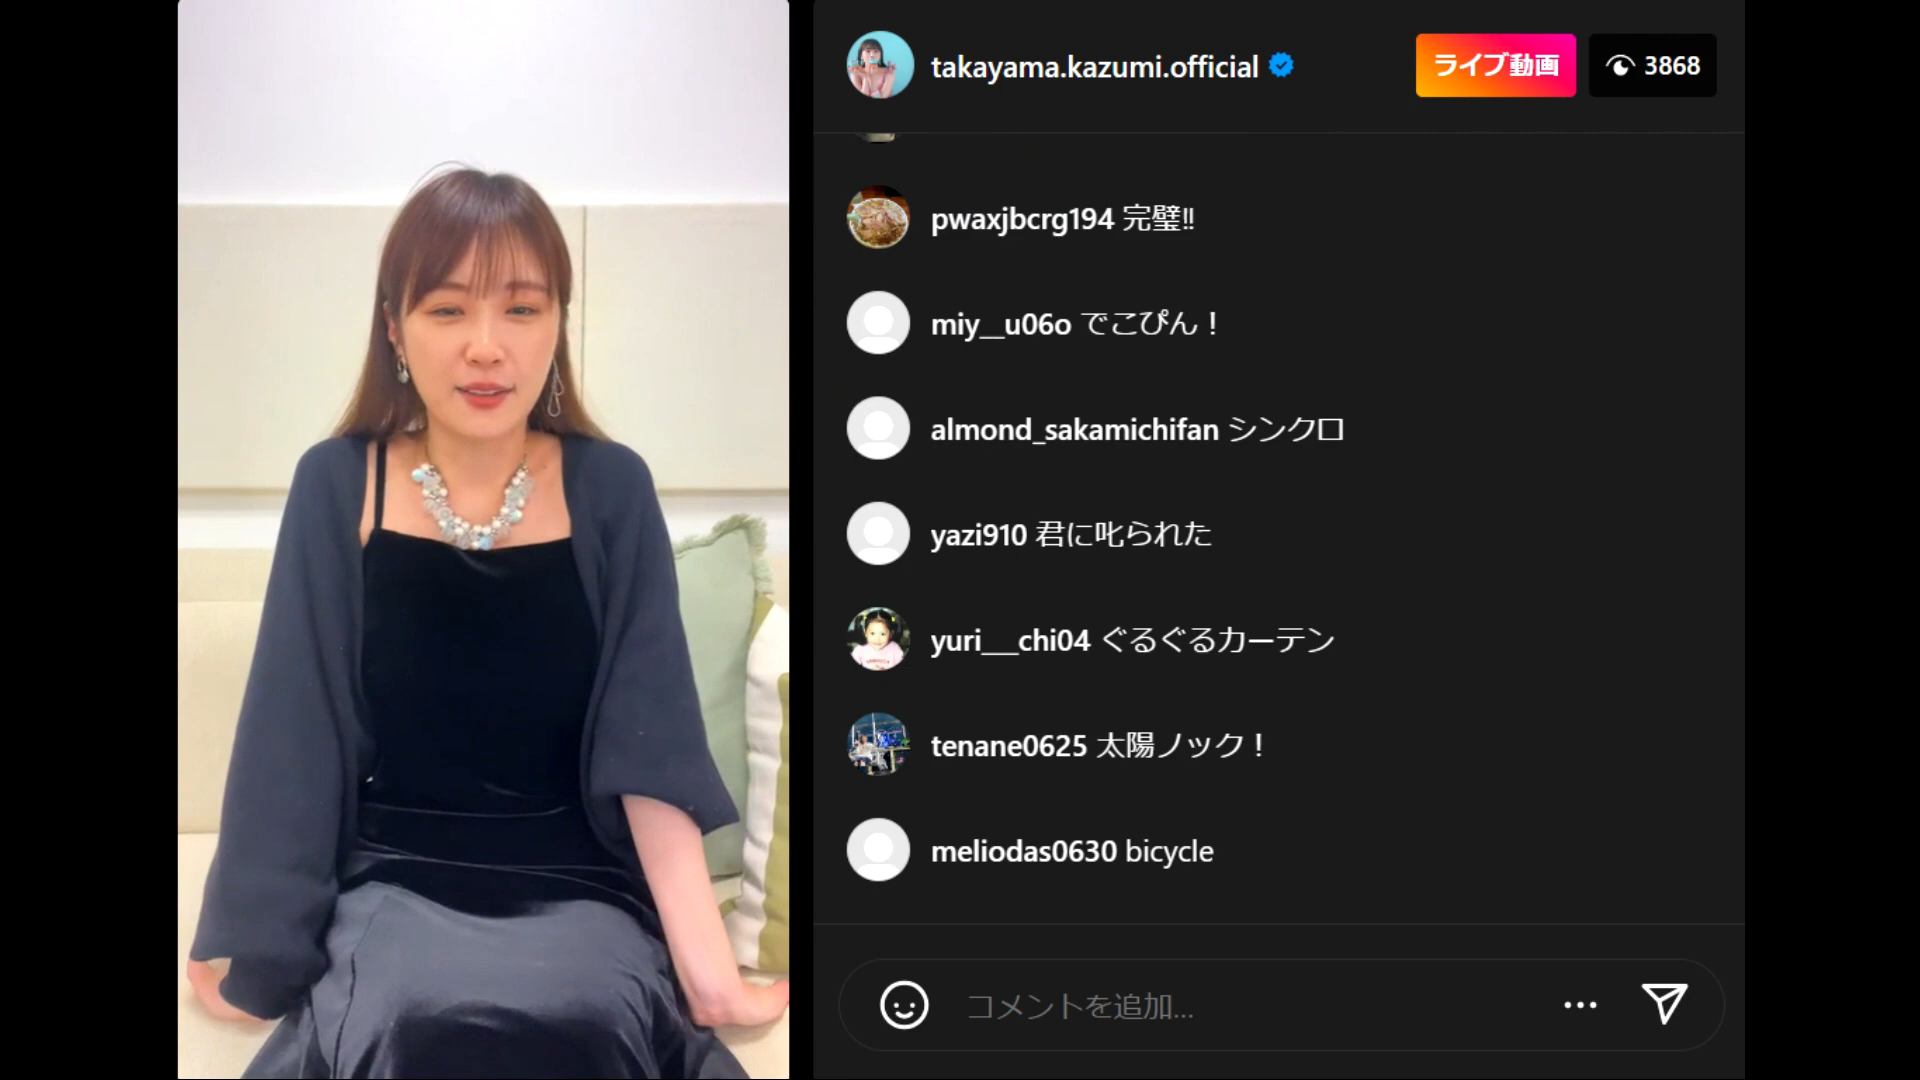 takayama.kazumi.official
ライブ動画
3868
pwaxjbcrg194 完璧‼
miy__u06o でこぴん！
almond_sakamichifan シンクロ
yazi910 君に叱られた
yuri___chi04 ぐるぐるカーテン
tenane0625 太陽ノック！
meliodas0630 bicycle
コメントを追加...